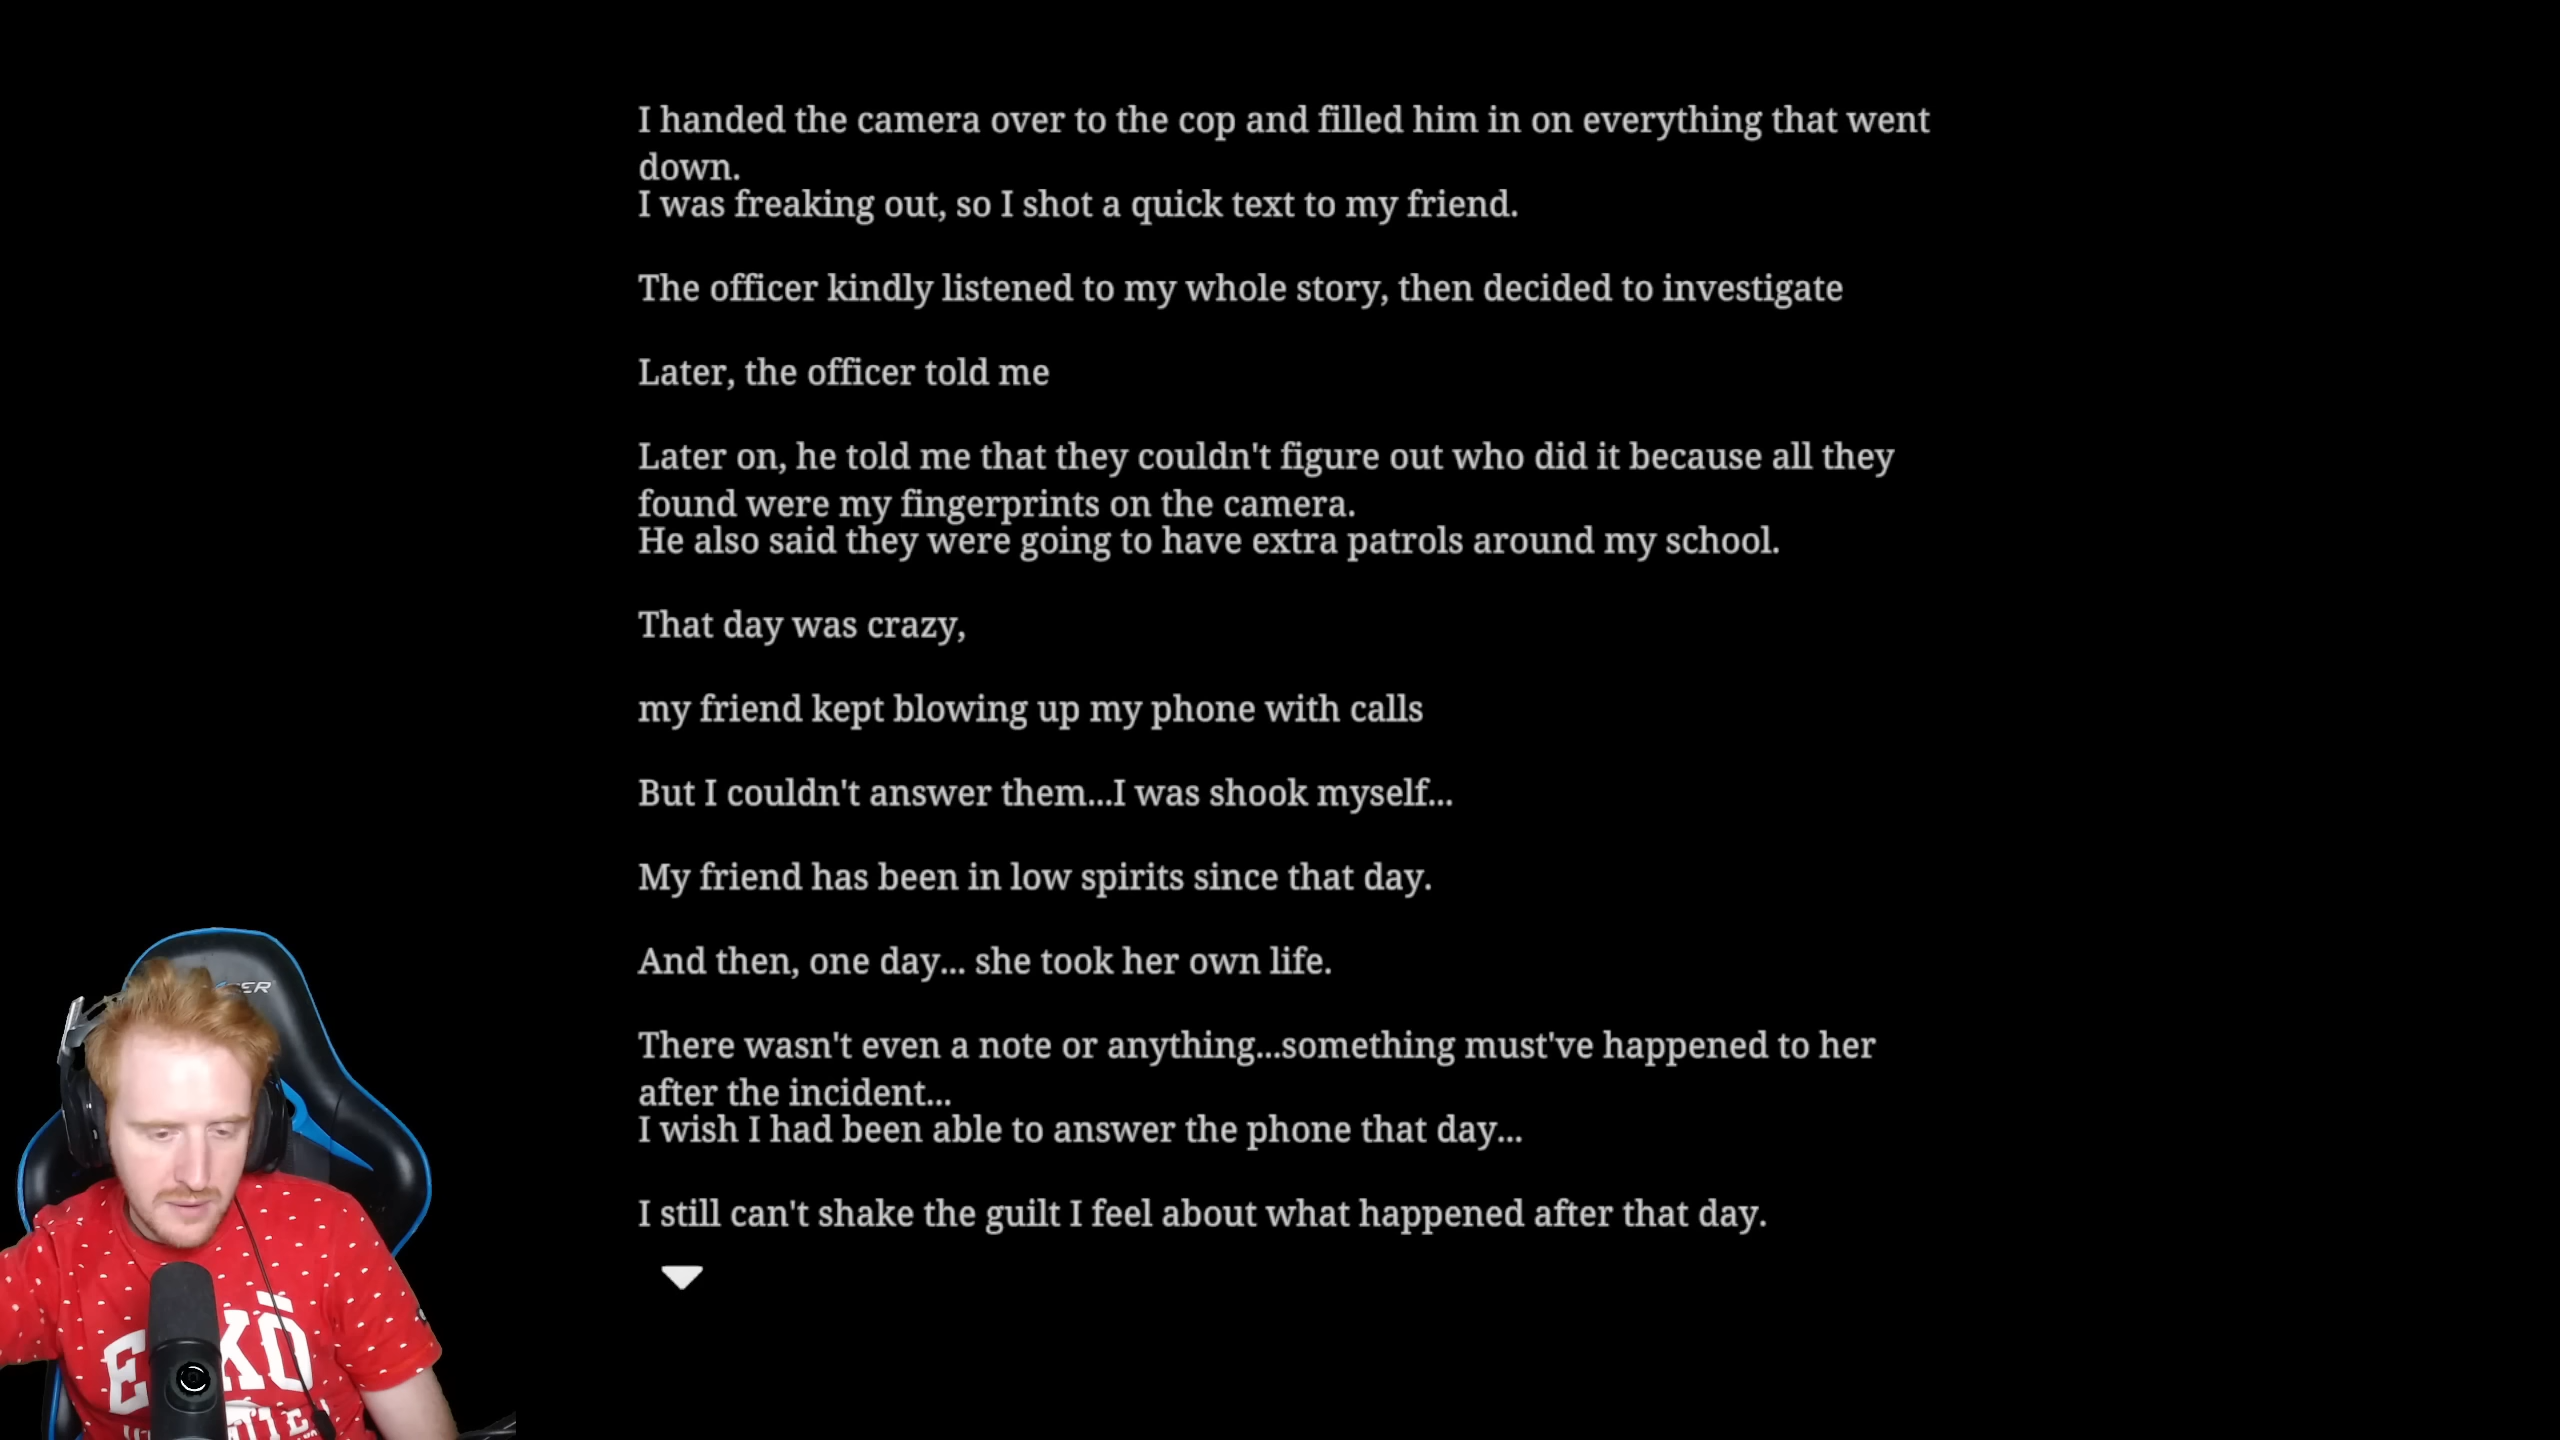 I handed the camera over to the cop and filled him in on everything that went
down.
I was freaking out, so I shot a quick text to my friend.
The officer kindly listened to my whole story, then decided to investigate
Later, the officer told me
Later on, he told me that they couldn't figure out who did it because all they
found were my fingerprints on the camera.
He also said they were going to have extra patrols around my school.
That day was crazy,
my friend kept blowing up my phone with calls
But I couldn't answer them...I was shook myself...
My friend has been in low spirits since that day.
And then, one day... she took her own life.
There wasn't even a note or anything...something must've happened to her
after the incident...
I wish I had been able to answer the phone that day...
I still can't shake the guilt I feel about what happened after that day.